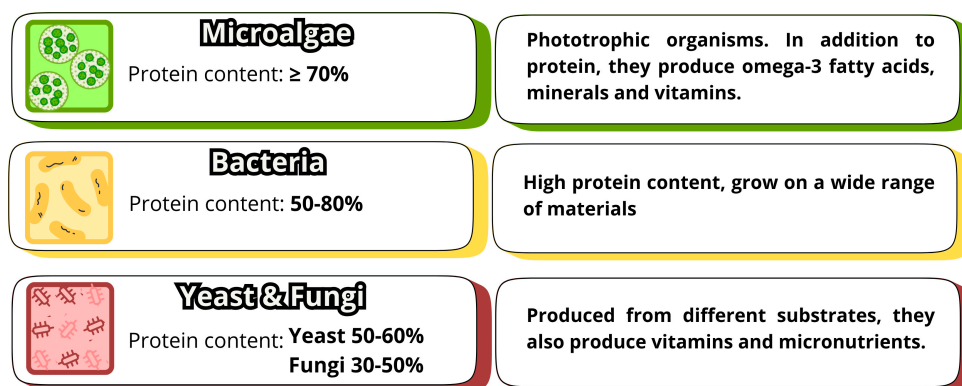 Microalgae
Protein content: ≥ 70%
Phototrophic organisms. In addition to
protein, they produce omega-3 fatty acids,
minerals and vitamins.
Bacteria
Protein content: 50-80%
High protein content, grow on a wide range
of materials
Yeast & Fungi
Protein content: Yeast 50-60%
Fungi 30-50%
Produced from different substrates, they
also produce vitamins and micronutrients.